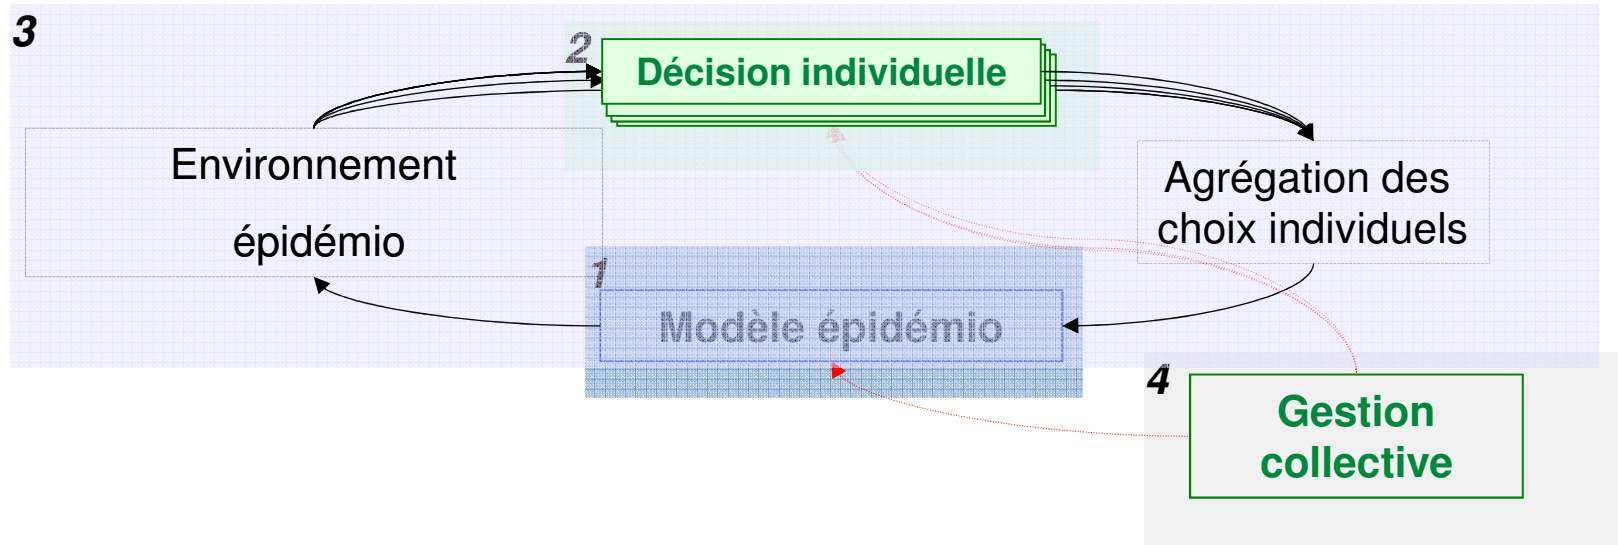 3
2
Décision individuelle
Environnement
épidémio
Agrégation des
choix individuels
1
Modèle épidémio
4
Gestion
collective